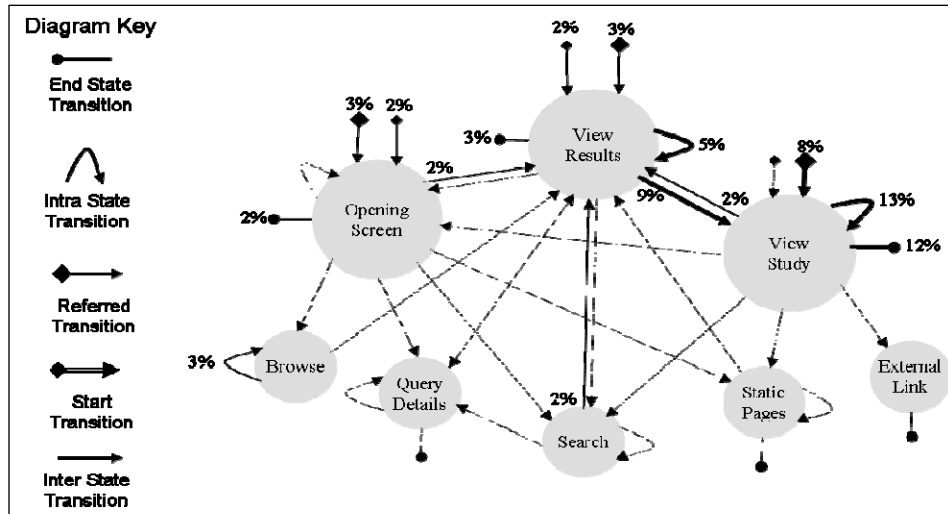 Diagram Key
End State
Transition
Intra State
Transition
Referred
Transition
Start
Transition
Inter State
Transition
2%
3%
3%
2%
3%
View
Results
5%
8%
2%
9%
2%
13%
2%
Opening
Screen
View
Study
12%
3%
Browse
Query
Details
2%
Search
Static
Pages
External
Link